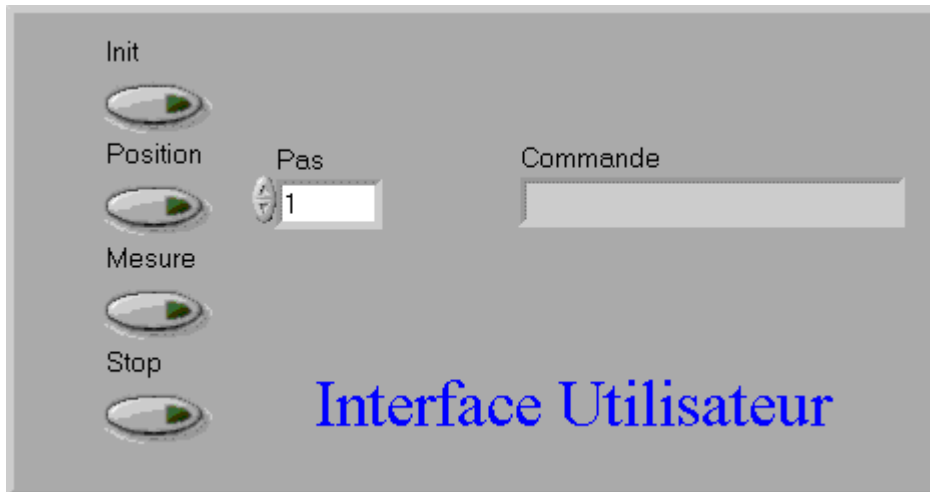 Init
Position
Pas
Commande
1
Mesure
Stop
Interface Utilisateur